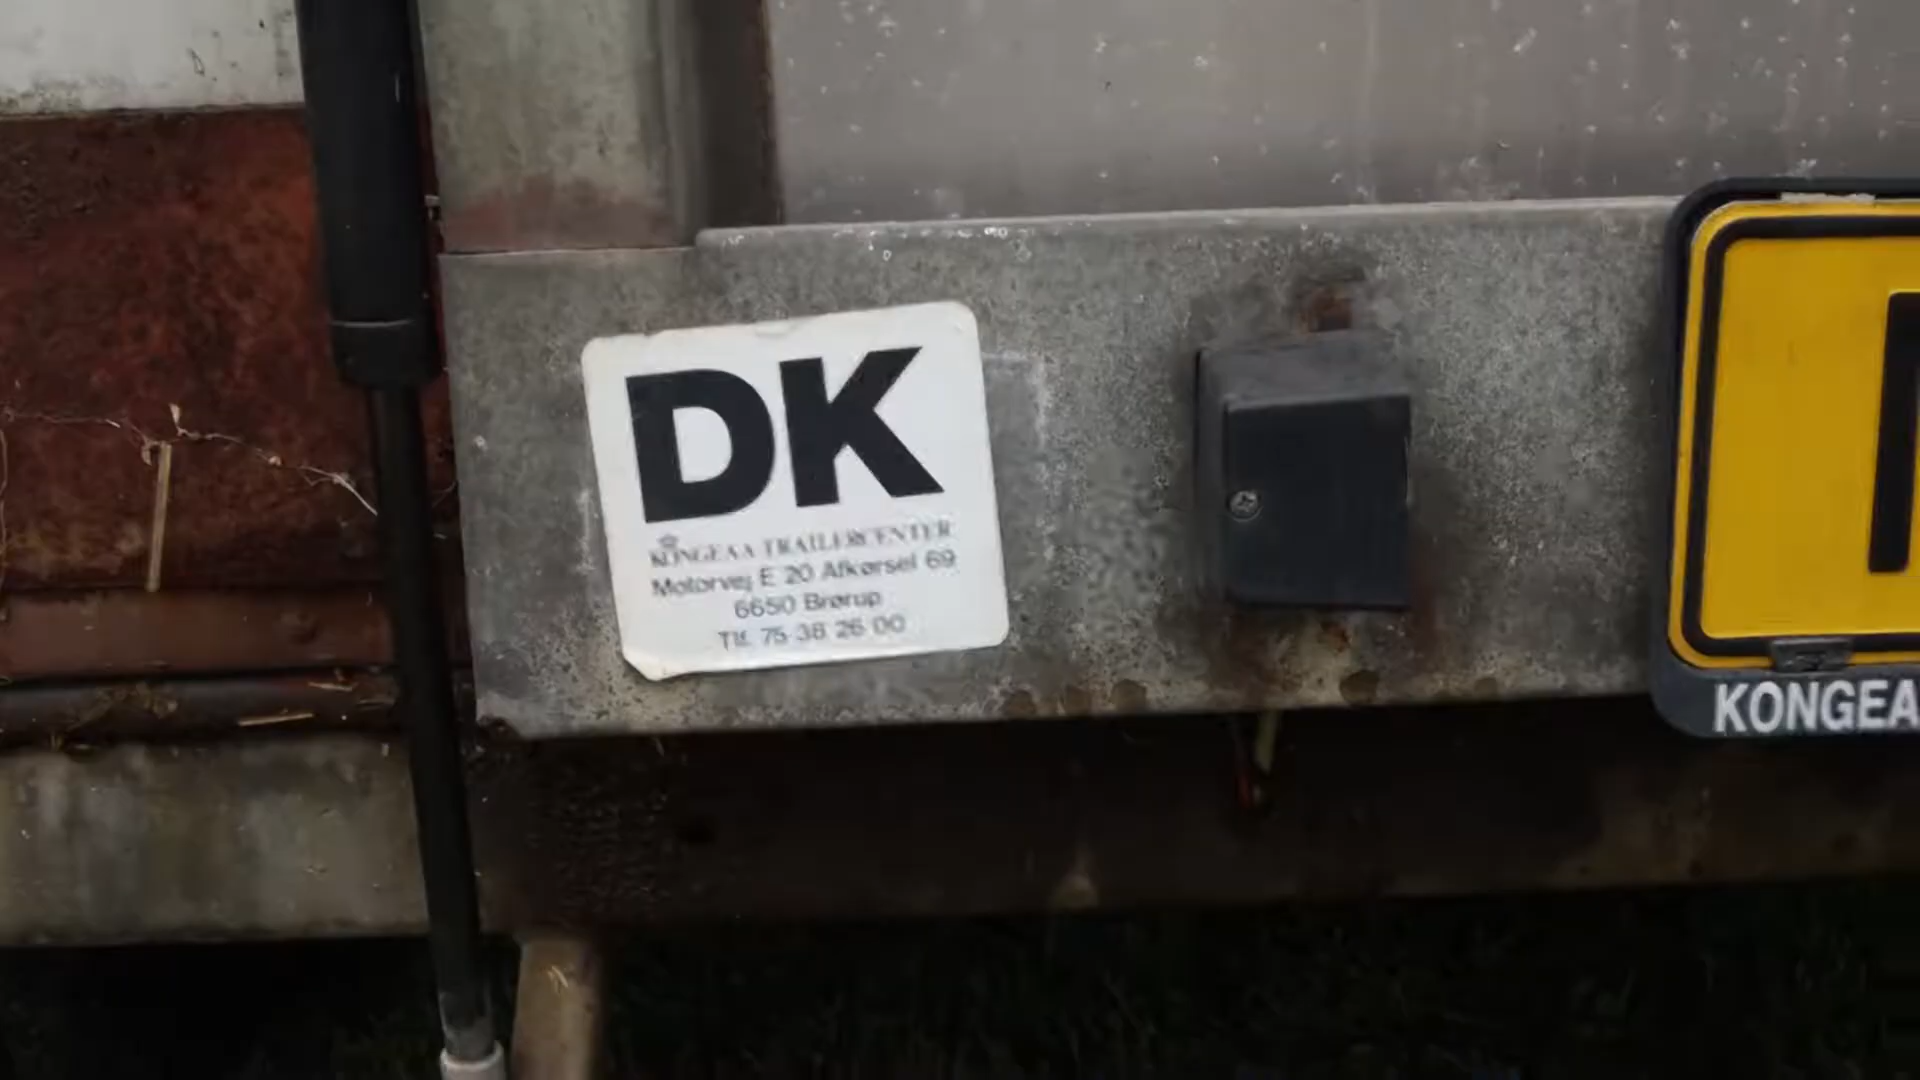 DK
KONGEAA TRAILERCENTER
Motorvej E 20 Afkørsel 69
6650 Brørup
Tlf. 75 38 26 00
KONGEA